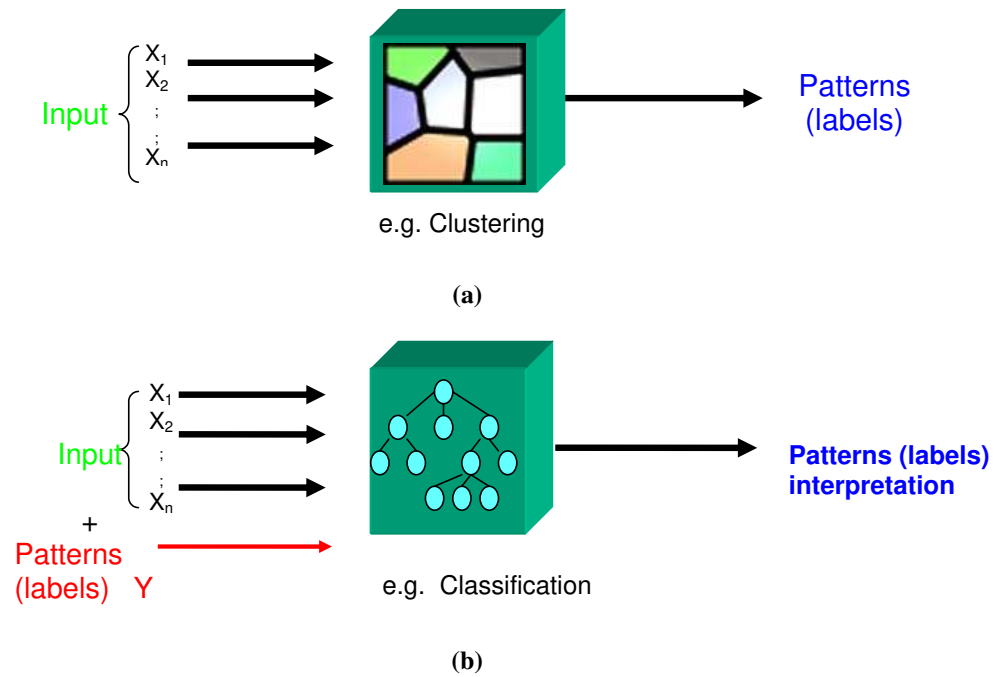 X1
X2
Input
;
;
Xn
Patterns
(labels)
e.g. Clustering
(a)
X1
X2
Input
;
;
Xn
+
Patterns
(labels) Y
Patterns (labels)
interpretation
e.g. Classification
(b)